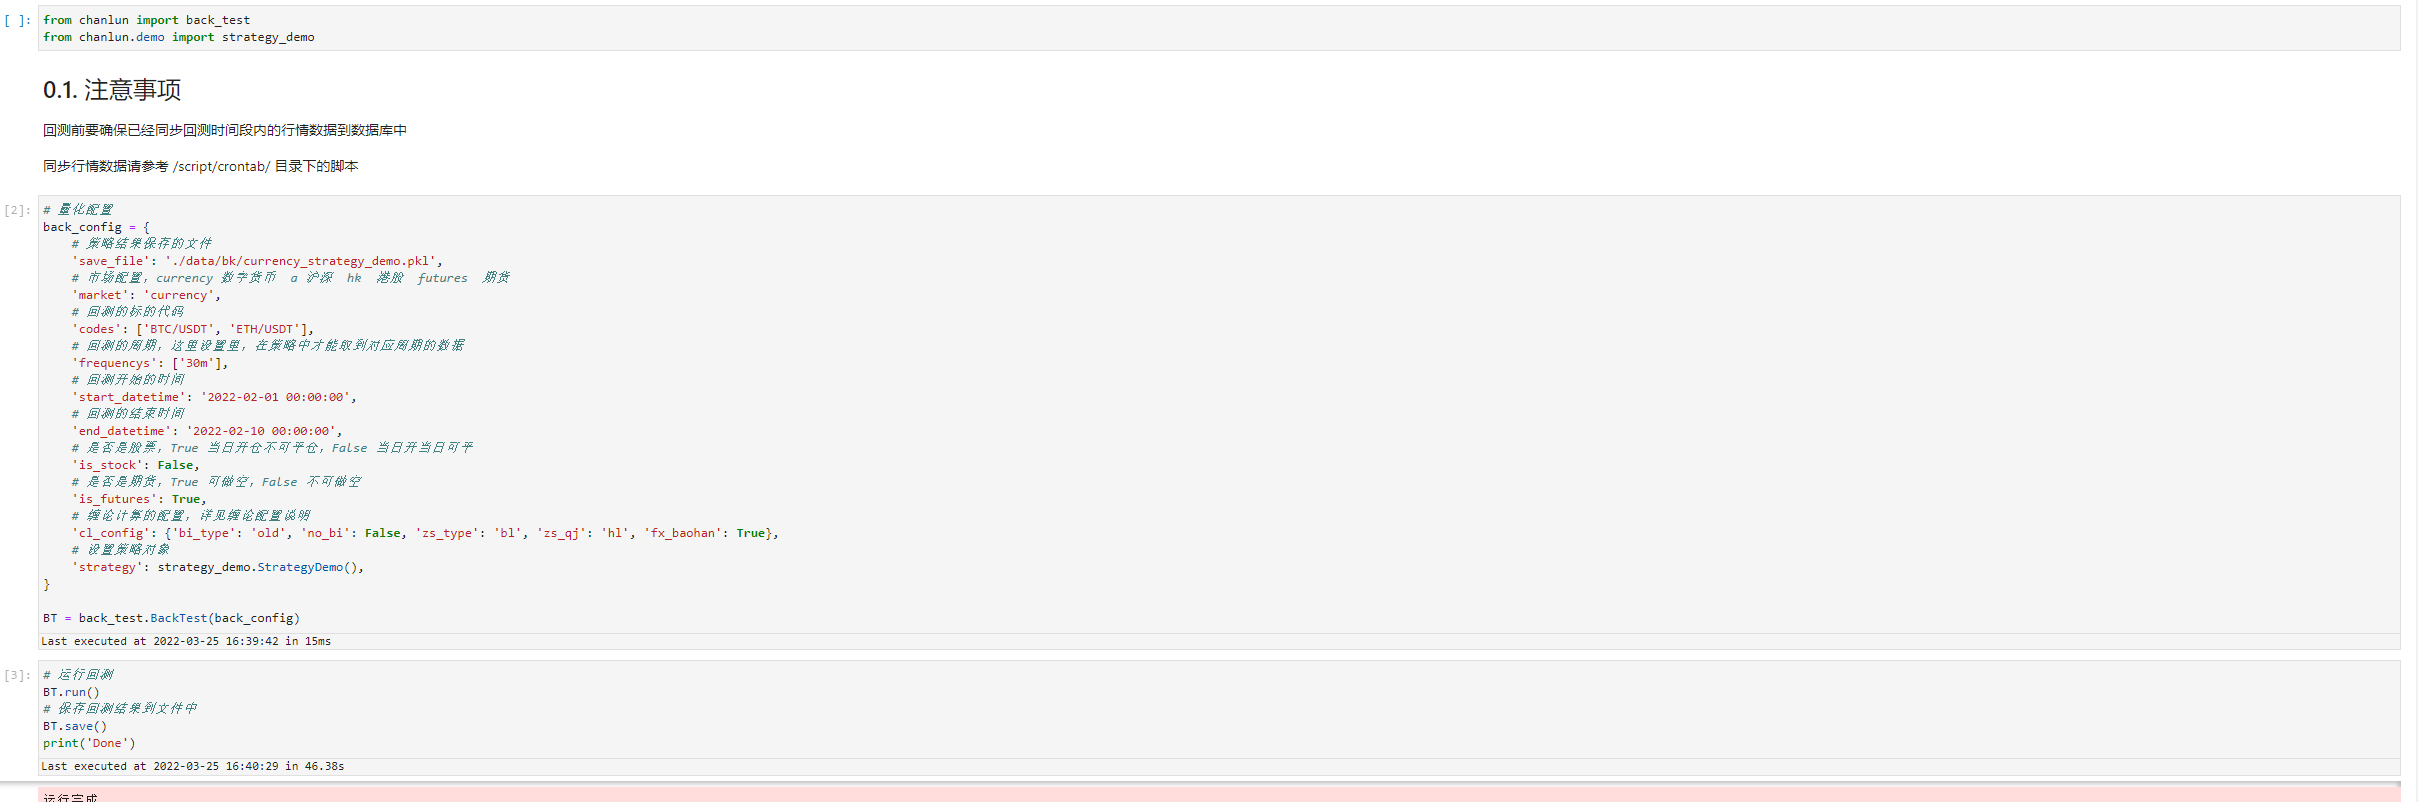 [ ]:
from chanlun import back_test
from chanlun.demo import strategy_demo
0.1. 注意事项
回测前要确保已经同步回测时间段内的行情数据到数据库中
同步行情数据请参考 /script/crontab/ 目录下的脚本
[2]:
# 量化配置
back_config = {
    # 策略结果保存的文件
    'save_file': './data/bk/currency_strategy_demo.pkl',
    # 市场配置，currency 数字货币  a 沪深  hk  港股  futures  期货
    'market': 'currency',
    # 回测的标的代码
    'codes': ['BTC/USDT', 'ETH/USDT'],
    # 回测的周期，这里设置里，在策略中才能取到对应周期的数据
    'frequencys': ['30m'],
    # 回测开始的时间
    'start_datetime': '2022-02-01 00:00:00',
    # 回测的结束时间
    'end_datetime': '2022-02-10 00:00:00',
    # 是否是股票，True 当日开仓不可平仓，False 当日开当日可平
    'is_stock': False,
    # 是否是期货，True 可做空，False 不可做空
    'is_futures': True,
    # 缠论计算的配置，详见缠论配置说明
    'cl_config': {'bi_type': 'old', 'no_bi': False, 'zs_type': 'bl', 'zs_qj': 'hl', 'fx_baohan': True},
    # 设置策略对象
    'strategy': strategy_demo.StrategyDemo(),
}
BT = back_test.BackTest(back_config)
Last executed at 2022-03-25 16:39:42 in 15ms
[3]:
# 运行回测
BT.run()
# 保存回测结果到文件中
BT.save()
print('Done')
Last executed at 2022-03-25 16:40:29 in 46.38s
运行完成